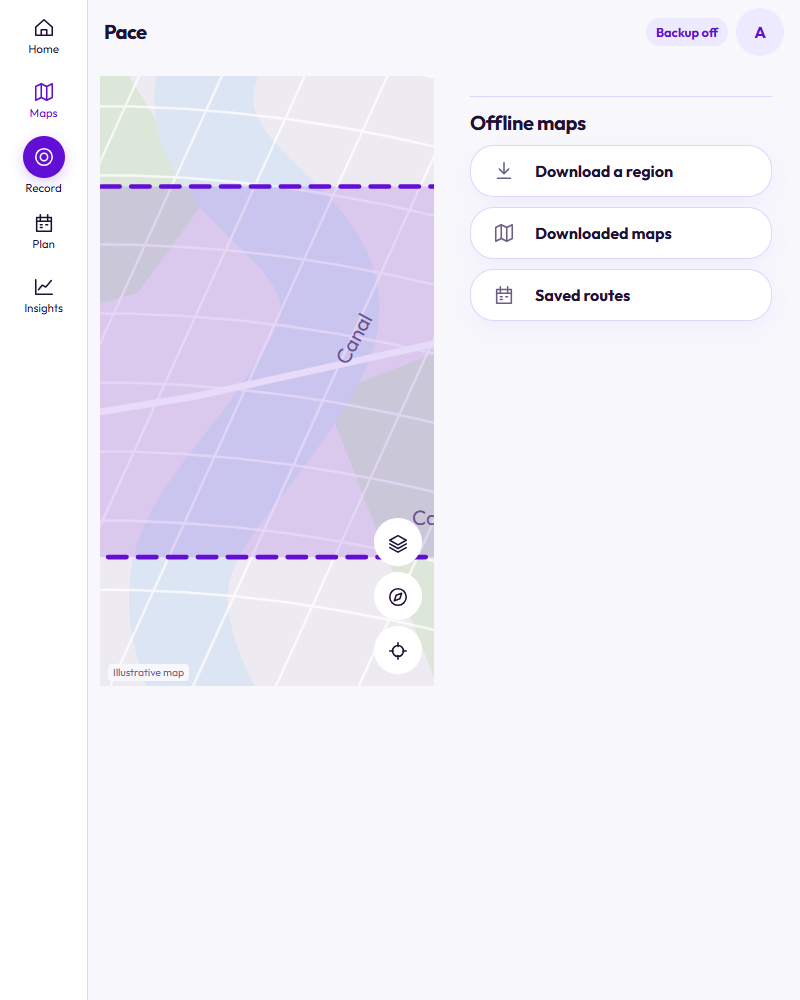 Pace
Backup off
A
Home
Maps
Record
Plan
Insights
Canal
Illustrative map
Offline maps
Download a region
Downloaded maps
Saved routes